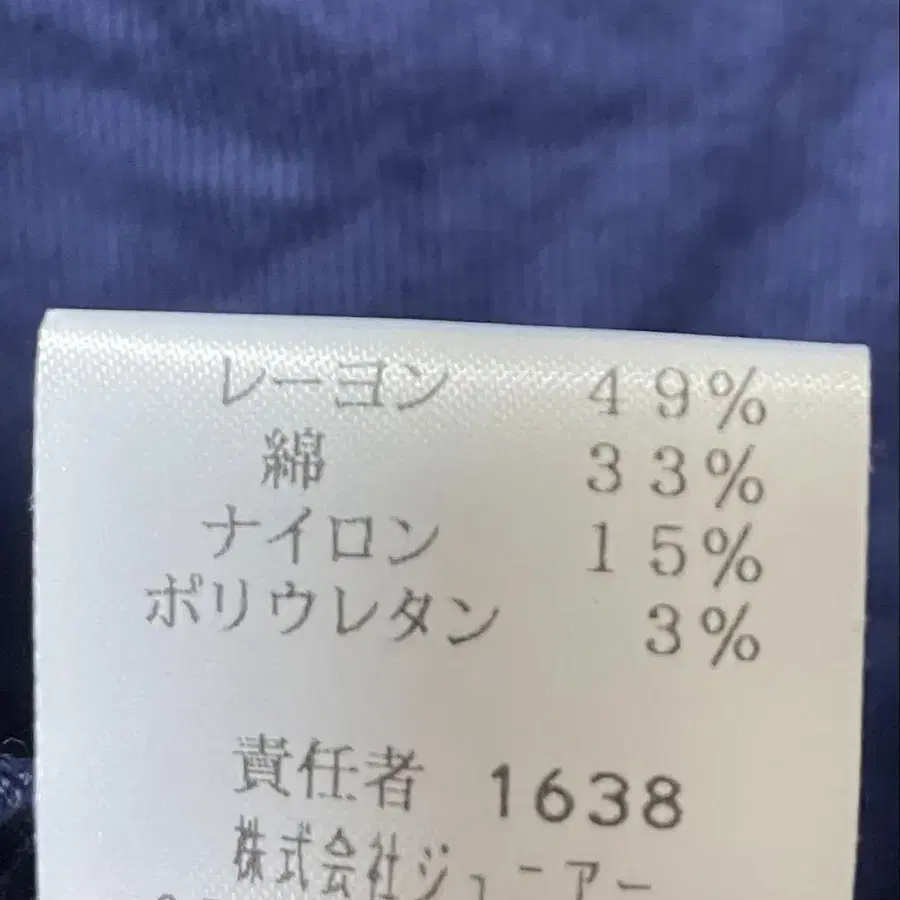 レーヨン 49%
綿 33%
ナイロン 15%
ポリウレタン 3%
責任者 1638
株式会社ジューアー